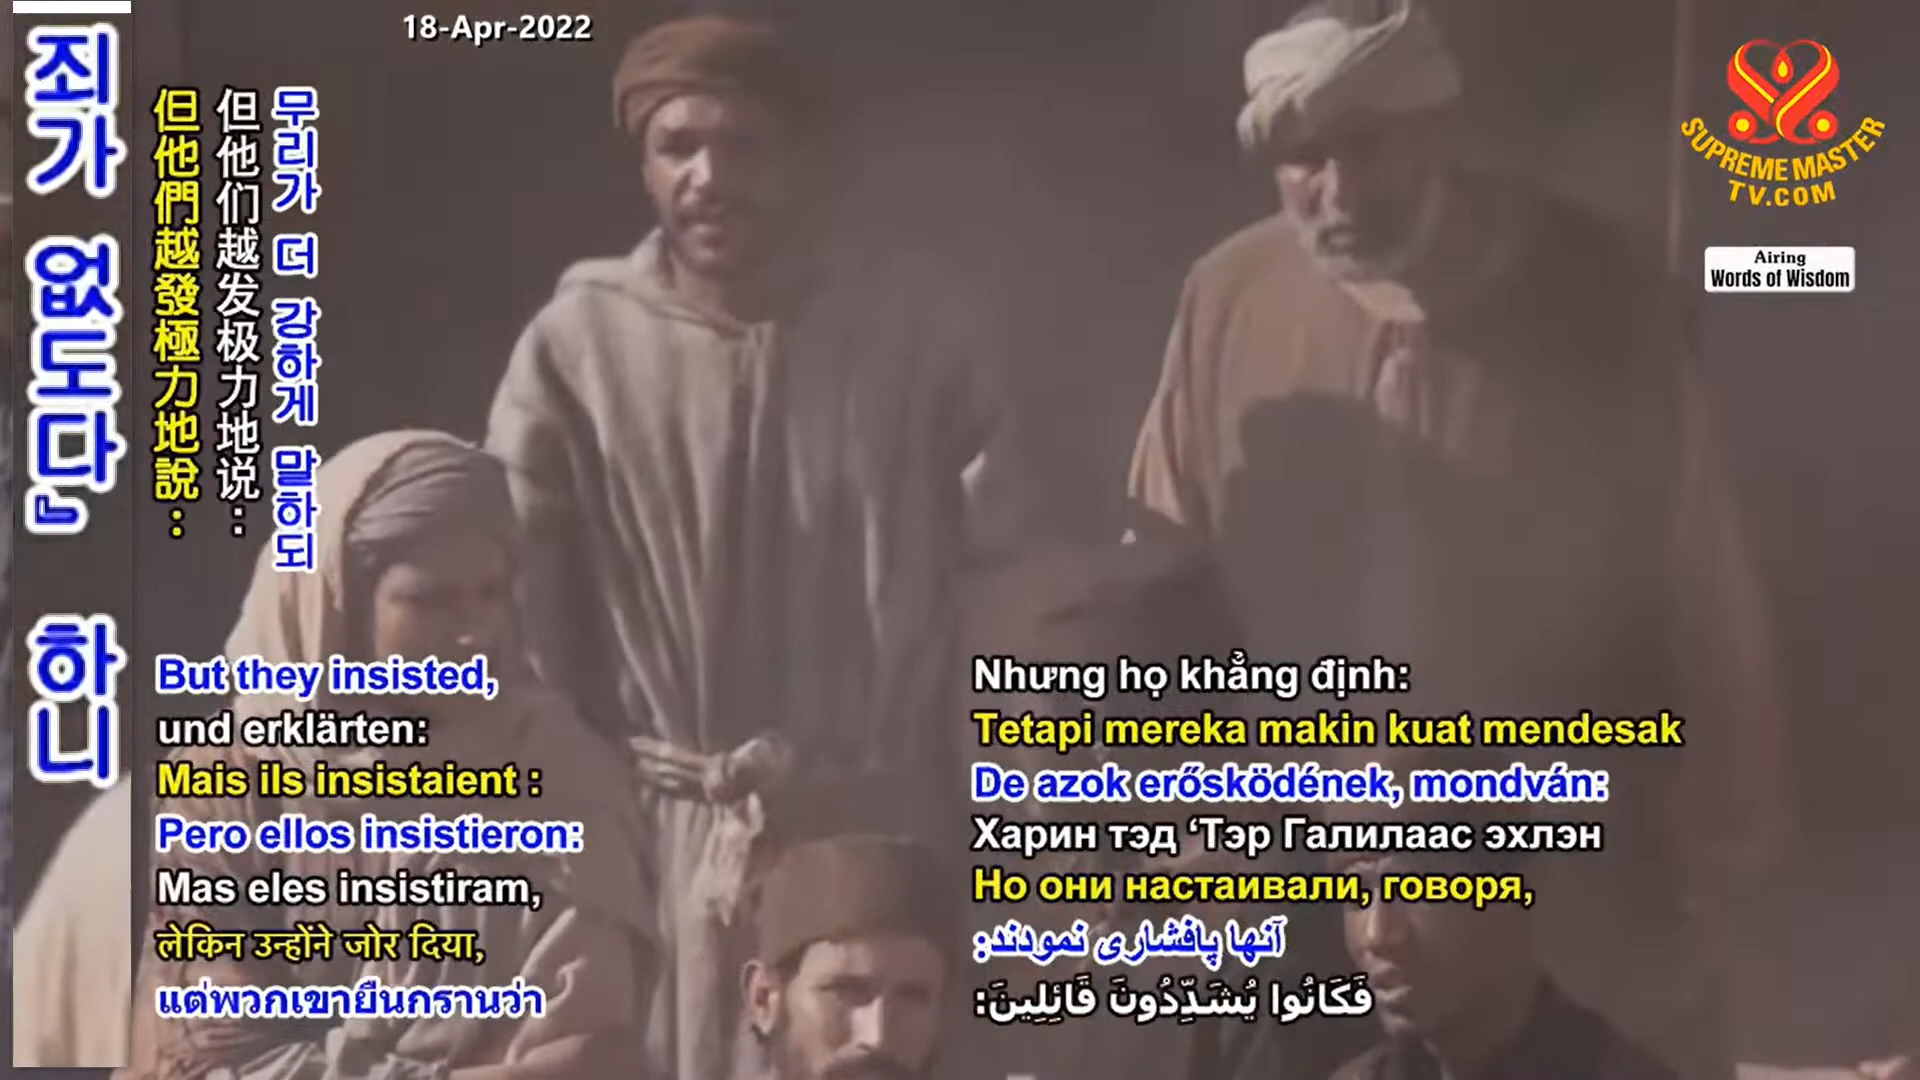 18-Apr-2022
죄가 없도다』 하니
但他們越發極力地說：
但他们越发极力地说：
무리가 더 강하게 말하되
SUPREME MASTER
TV.COM
Airing
Words of Wisdom
But they insisted,
und erklärten:
Mais ils insistaient :
Pero ellos insistieron:
Mas eles insistiram,
लेकिन उन्होंने जोर दिया,
แต่พวกเขายืนกรานว่า
Nhưng họ khẳng định:
Tetapi mereka makin kuat mendesak
De azok erősködének, mondván:
Харин тэд ‘Тэр Галилаас эхлэн
Но они настаивали, говоря,
آنها پافشاری نمودند:
فَكَانُوا يُشَدِّدُونَ قَائِلِينَ: